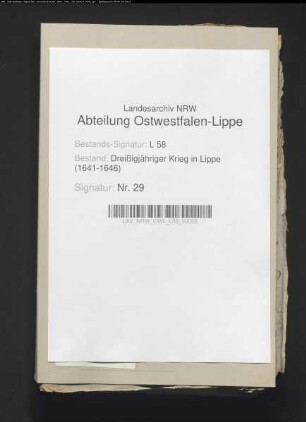 Landesarchiv NRW
Abteilung Ostwestfalen-Lippe
Bestands-Signatur: L 58
Bestand: Dreißigjähriger Krieg in Lippe
(1641-1646)
Signatur: Nr. 29